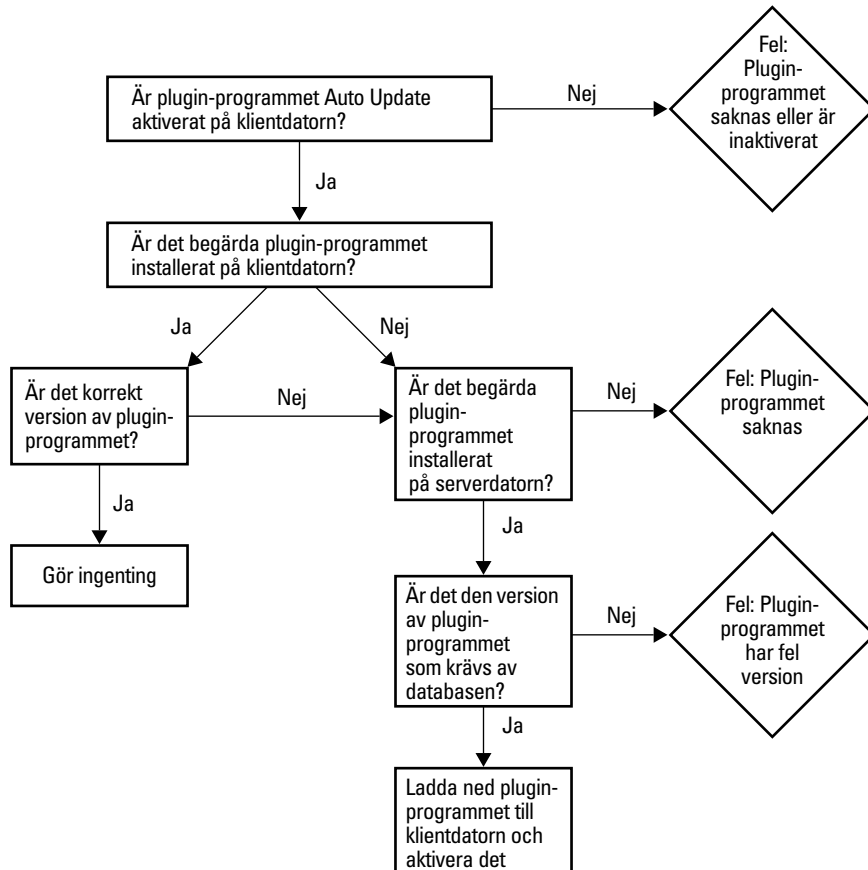 Är plugin-programmet Auto Update
aktiverat på klientdatorn?
Nej
Fel:
Plugin-
programmet
saknas eller är
inaktiverat
Ja
Är det begärda plugin-programmet
installerat på klientdatorn?
Ja
Nej
Är det korrekt
version av plugin-
programmet?
Nej
Är det begärda
plugin-
programmet
installerat
på serverdatorn?
Nej
Fel: Plugin-
programmet
saknas
Ja
Gör ingenting
Ja
Är det den version
av plugin-
programmet
som krävs av
databasen?
Nej
Fel: Plugin-
programmet
har fel
version
Ja
Ladda ned plugin-
programmet till
klientdatorn och
aktivera det